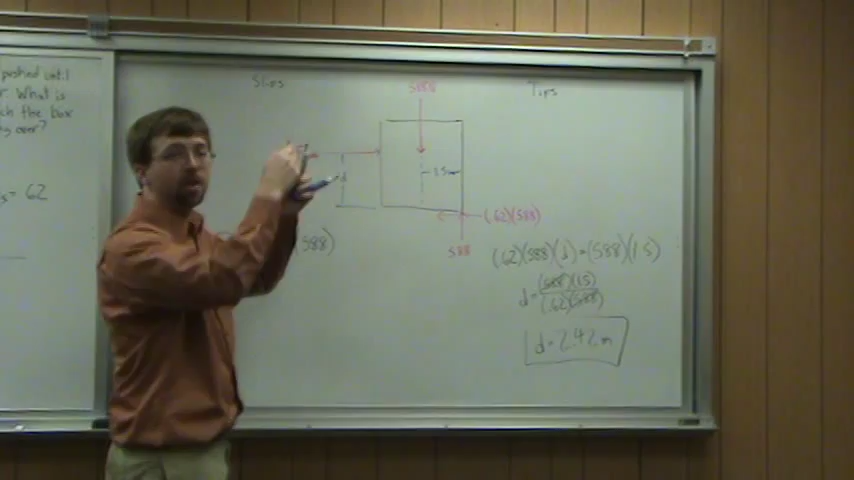 pushed until
What is
the box
over?
= .62
Slips
588
Tips
d
1.5
(.62)(588)
588
588)
(.62)(588)(d) = (588)(1.5)
d = (588)(1.5)
(.62)(588)
d = 2.42 m